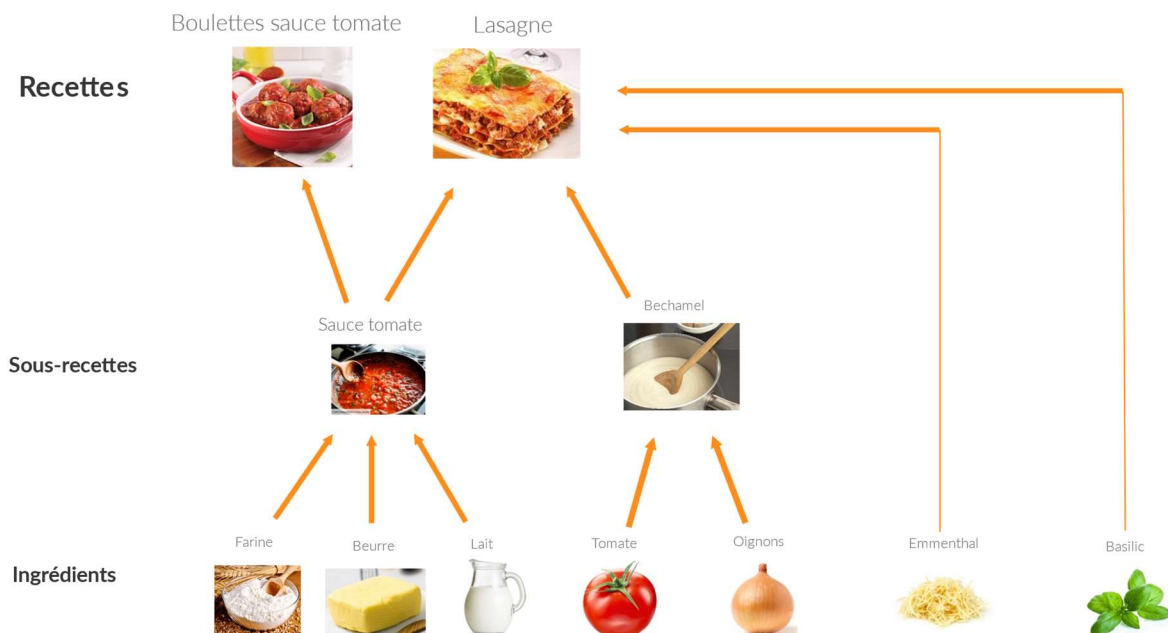 Boulettes sauce tomate
Lasagne
Recettes
Bechamel
Sauce tomate
Sous-recettes
Farine
Beurre
Lait
Tomate
Oignons
Emmenthal
Basilic
Ingrédients